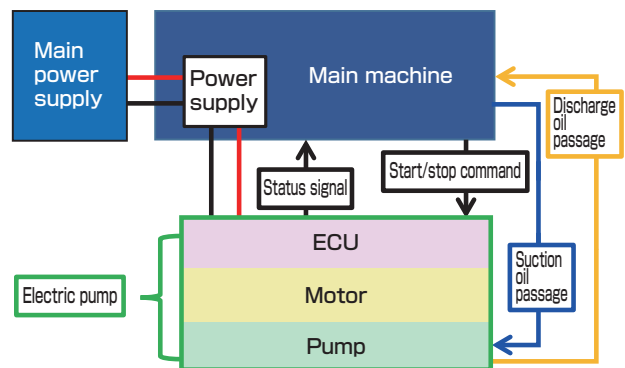 Main
power
supply
Power
supply
Main machine
Discharge
oil
passage
Status signal
Start/stop command
ECU
Suction
oil
passage
Electric pump
Motor
Pump